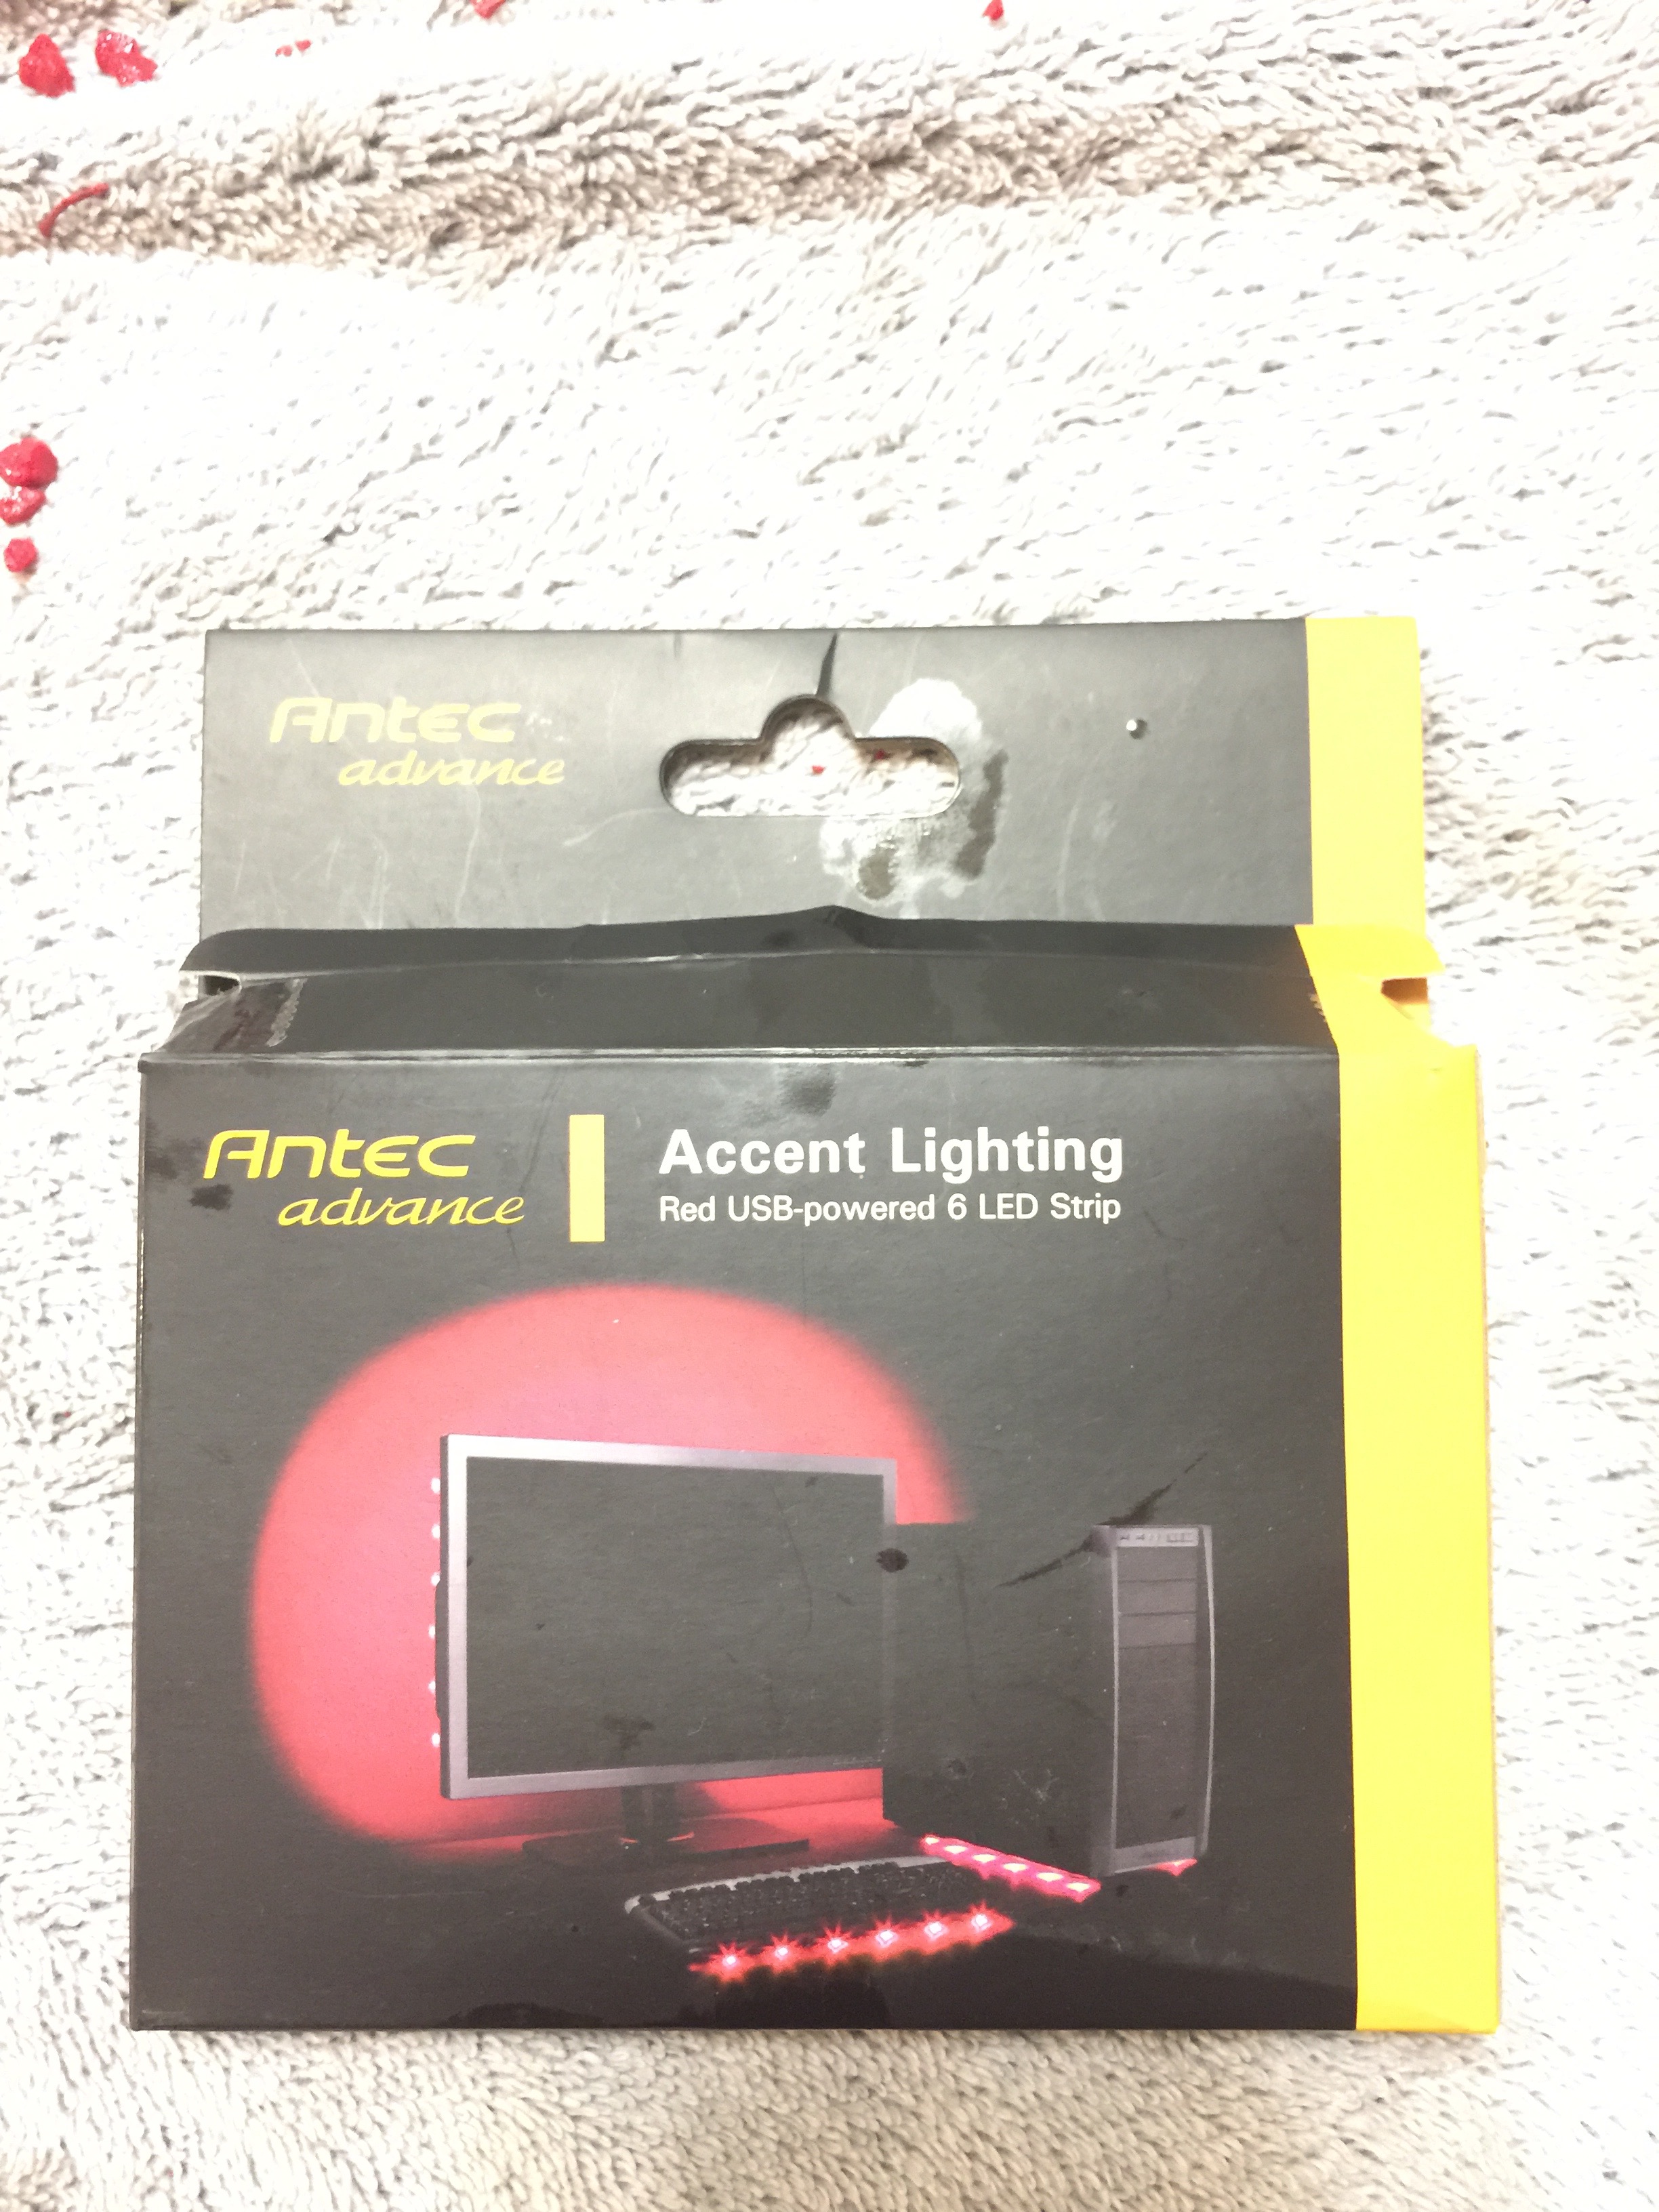 Antec
advance
Antec
advance
Accent Lighting
Red USB-powered 6 LED Strip